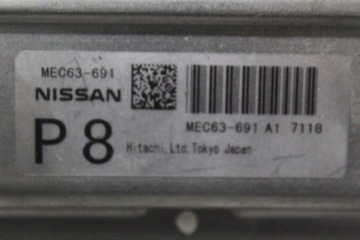 MEC63-691
NISSAN
MEC63-691 A1 7118
P8
Hitachi,Ltd.Tokyo Japan